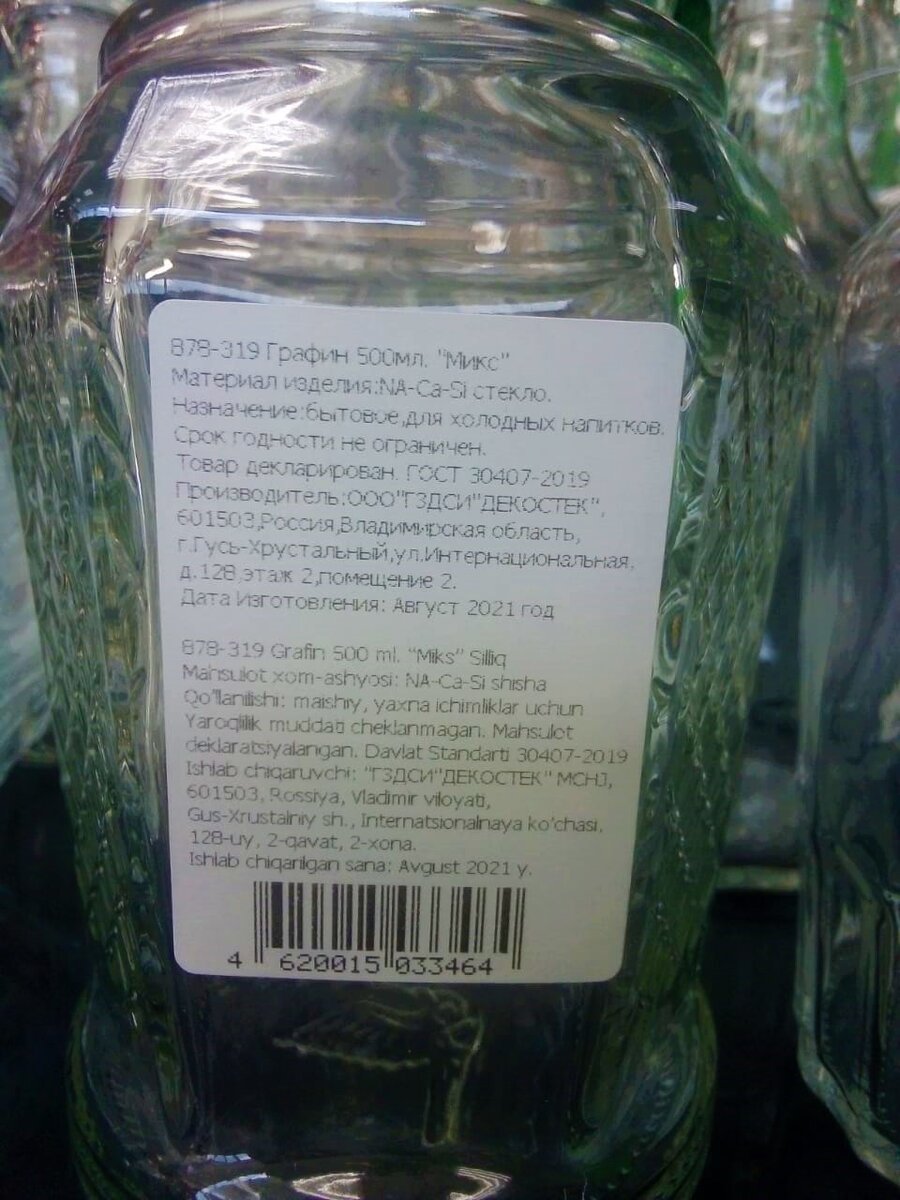 878-319 Графин 500мл. "Микс"
Материал изделия:NA-Ca-Si стекло.
Назначение:бытовое,для холодных напитков.
Срок годности не ограничен.
Товар декларирован. ГОСТ 30407-2019
Производитель:ООО"ГЗДСИ"ДЕКОСТЕК",
601503,Россия,Владимирская область,
г.Гусь-Хрустальный,ул.Интернациональная,
д.128,этаж 2,помещение 2.
Дата Изготовления: Август 2021 год
878-319 Grafin 500 ml. "Miks" Silliq
Mahsulot xom-ashyosi: NA-Ca-Si shisha
Qo'llanilishi: maishiy, yaxna ichimliklar uchun
Yaroqlilik muddati cheklanmagan. Mahsulot
deklaratsiyalangan. Davlat Standarti 30407-2019
Ishlab chiqaruvchi: "ГЗДСИ"ДЕКОСТЕК" MCHJ,
601503, Rossiya, Vladimir viloyati,
Gus-Xrustalniy sh., Internatsionalnaya ko'chasi,
128-uy, 2-qavat, 2-xona.
Ishlab chiqarilgan sana: Avgust 2021 y.
4 620015 033464